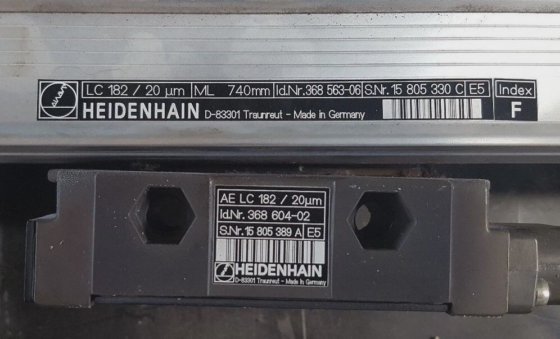 LC 182 / 20 µm ML 740mm Id.Nr. 368 563-06 S.Nr. 15 805 330 C E5 Index
HEIDENHAIN D-83301 Traunreut - Made in Germany F
AE LC 182 / 20µm
Id.Nr. 368 604-02
S.Nr. 15 805 389 A E5
HEIDENHAIN
D-83301 Traunreut - Made in Germany